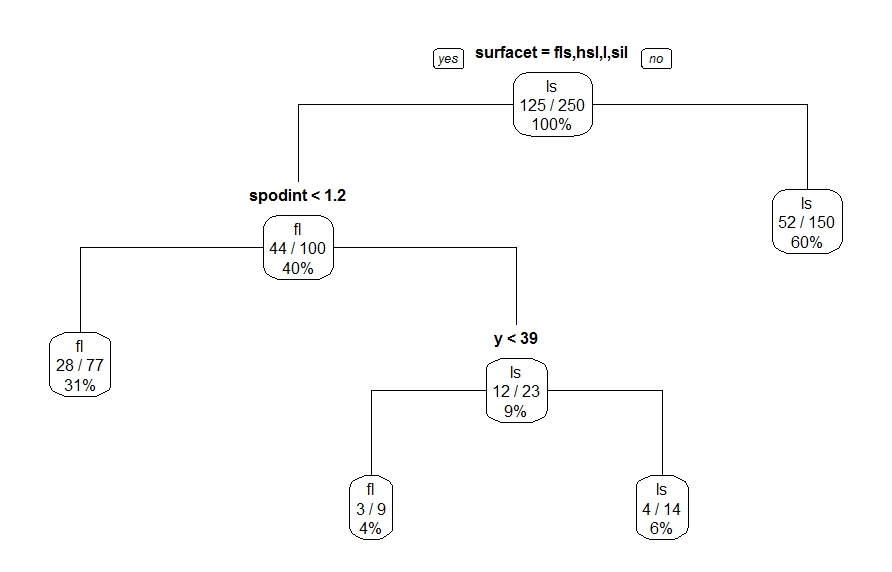 yes surfacet = fls,hsl,l,sil no
ls
125 / 250
100%
spodint < 1.2
fl
44 / 100
40%
ls
52 / 150
60%
fl
28 / 77
31%
y < 39
ls
12 / 23
9%
fl
3 / 9
4%
ls
4 / 14
6%